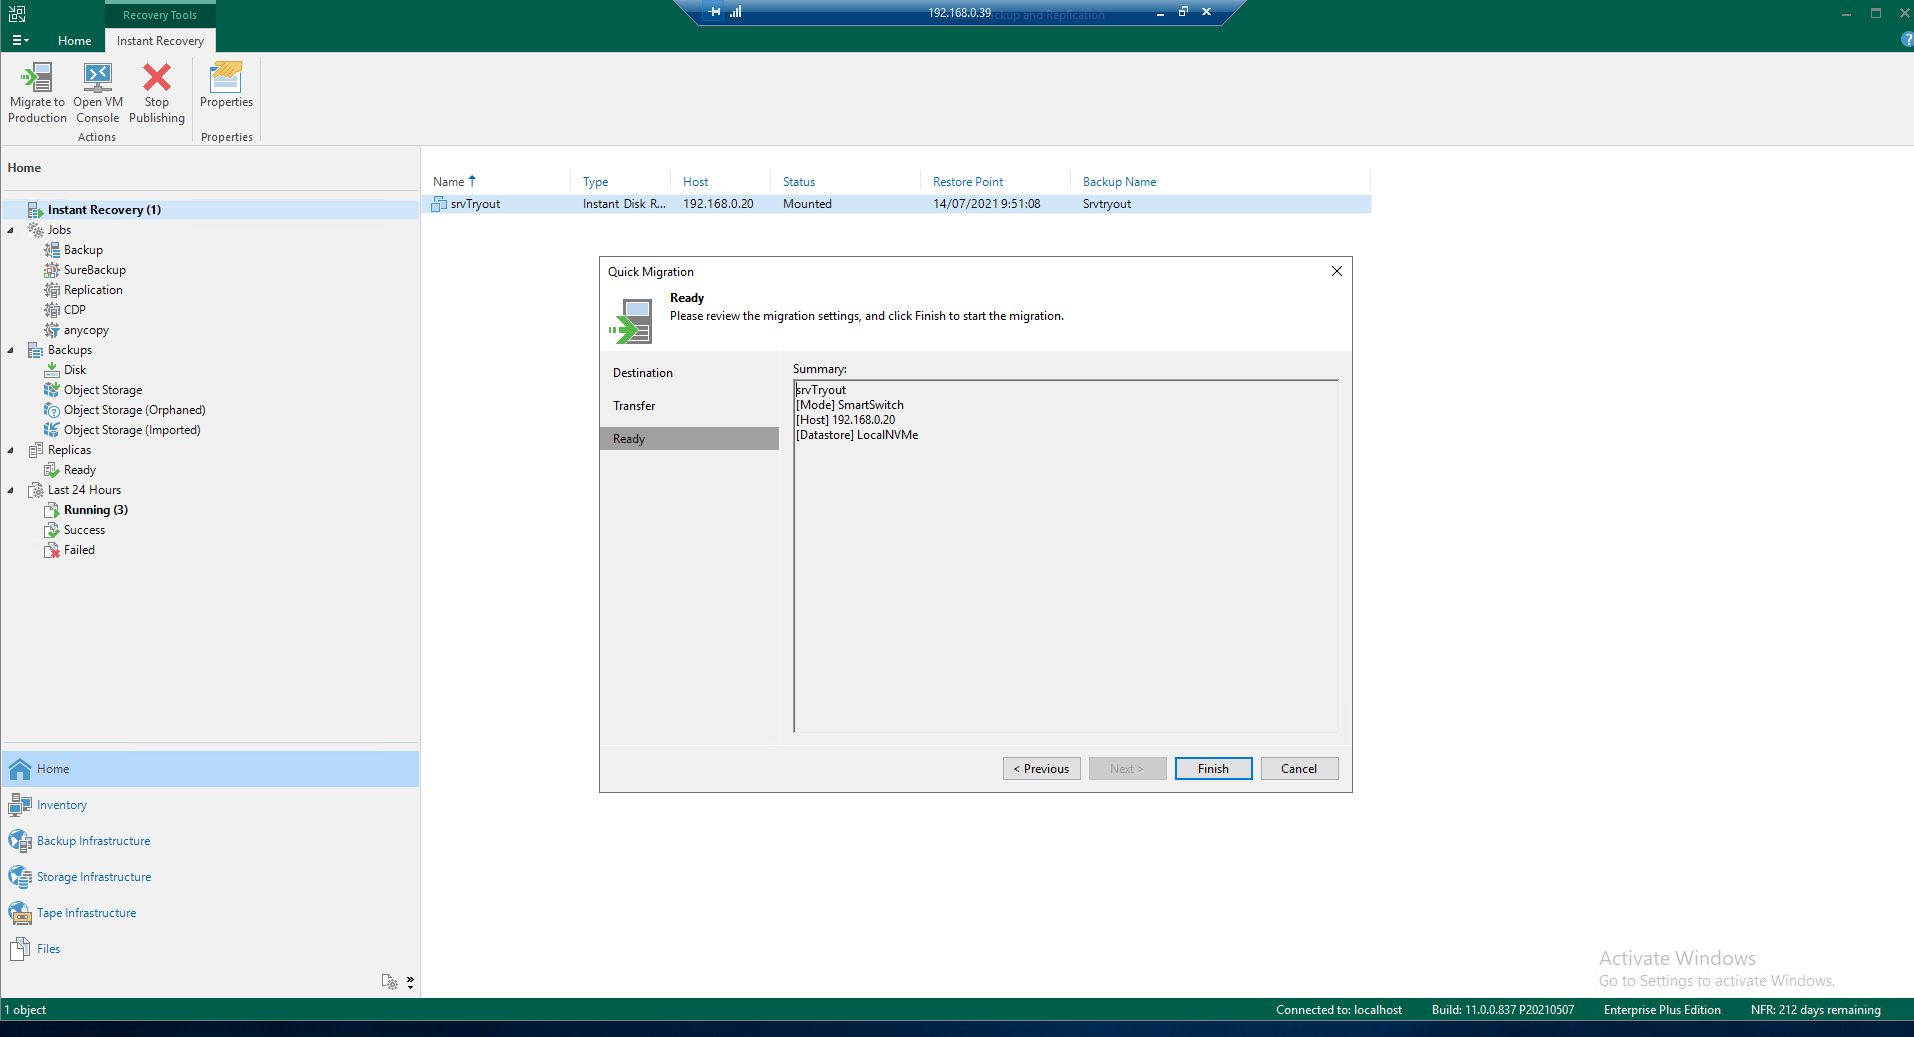 Recovery Tools
192.168.0.39
ckup and Replication
Home
Instant Recovery
Migrate to
Production
Open VM
Console
Stop
Publishing
Properties
Actions
Properties
Home
Instant Recovery (1)
Jobs
Backup
SureBackup
Replication
CDP
anycopy
Backups
Disk
Object Storage
Object Storage (Orphaned)
Object Storage (Imported)
Replicas
Ready
Last 24 Hours
Running (3)
Success
Failed
Home
Inventory
Backup Infrastructure
Storage Infrastructure
Tape Infrastructure
Files
Name Type Host Status Restore Point Backup Name
srvTryout Instant Disk R... 192.168.0.20 Mounted 14/07/2021 9:51:08 Srvtryout
Quick Migration
Ready
Please review the migration settings, and click Finish to start the migration.
Destination
Transfer
Ready
Summary:
srvTryout
[Mode] SmartSwitch
[Host] 192.168.0.20
[Datastore] LocalNVMe
< Previous
Next >
Finish
Cancel
Activate Windows
Go to Settings to activate Windows.
1 object
Connected to: localhost
Build: 11.0.0.837 P20210507
Enterprise Plus Edition
NFR: 212 days remaining